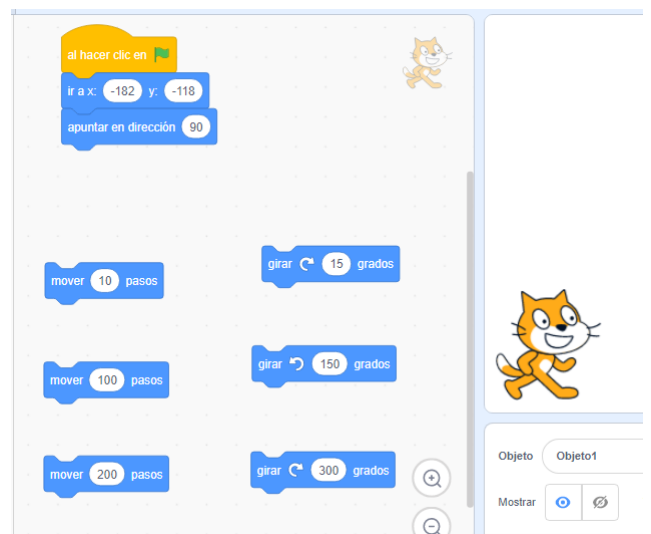 al hacer clic en
ir a x: -182 y: -118
apuntar en dirección 90
mover 10 pasos
girar 15 grados
mover 100 pasos
girar 150 grados
mover 200 pasos
girar 300 grados
Objeto Objeto1
Mostrar